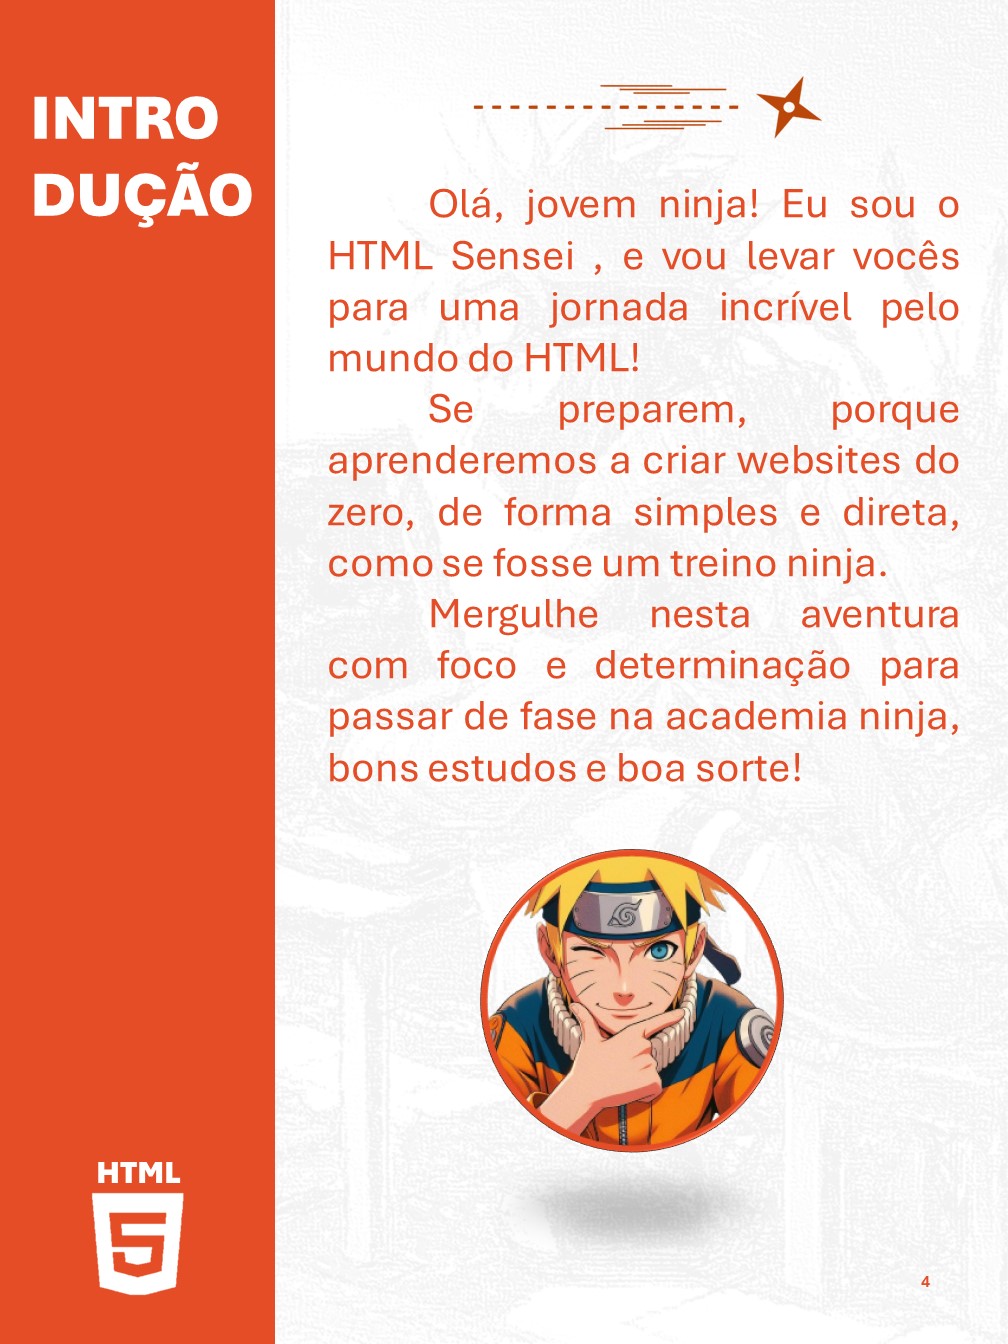 INTRO
DUÇÃO
Olá, jovem ninja! Eu sou o
HTML Sensei , e vou levar vocês
para uma jornada incrível pelo
mundo do HTML!
Se preparem, porque
aprenderemos a criar websites do
zero, de forma simples e direta,
como se fosse um treino ninja.
Mergulhe nesta aventura
com foco e determinação para
passar de fase na academia ninja,
bons estudos e boa sorte!
HTML
5
4